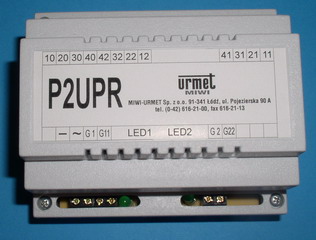 10 20 30 40 42 32 22 12 41 31 21 11
P2UPR
urmet
MIWI
MIWI-URMET Sp. z o.o. 91-341 Łódź, ul. Pojezierska 90 A
tel. (0-42) 616-21-00, fax 616-21-13
– ~ G1 G11 LED1 LED2 G2 G22